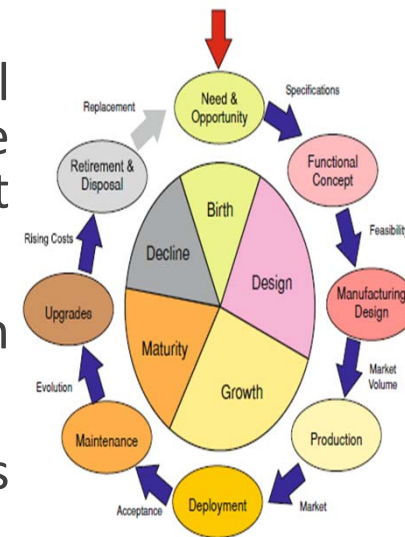 Need &
Opportunity
Specifications
Functional
Concept
Feasibility
Manufacturing
Design
Market
Volume
Production
Market
Deployment
Acceptance
Maintenance
Evolution
Upgrades
Rising Costs
Retirement &
Disposal
Replacement
Birth
Design
Growth
Maturity
Decline